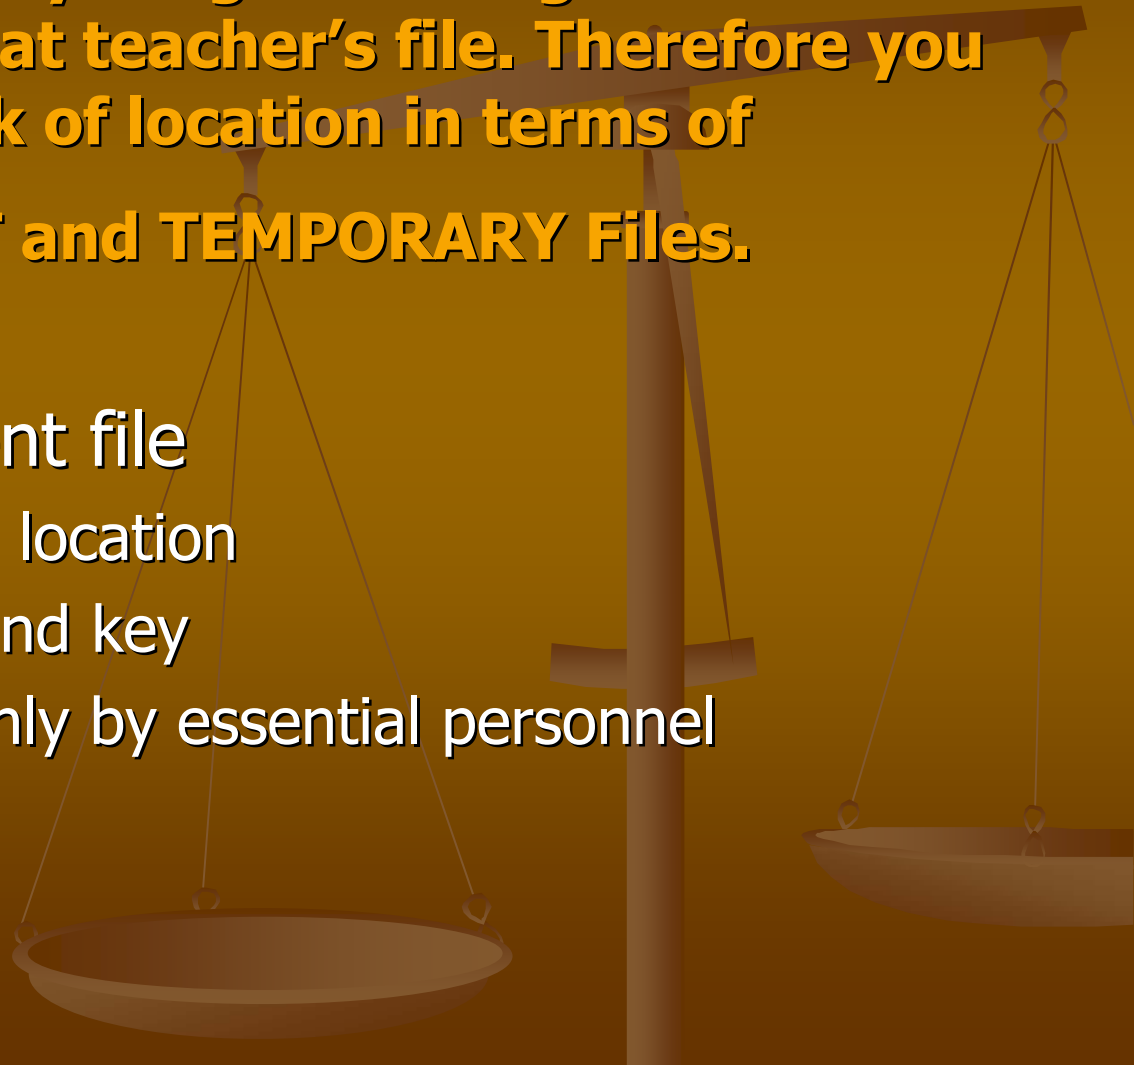 at teacher’s file. Therefore you
k of location in terms of
and TEMPORARY Files.
nt file
location
nd key
nly by essential personnel